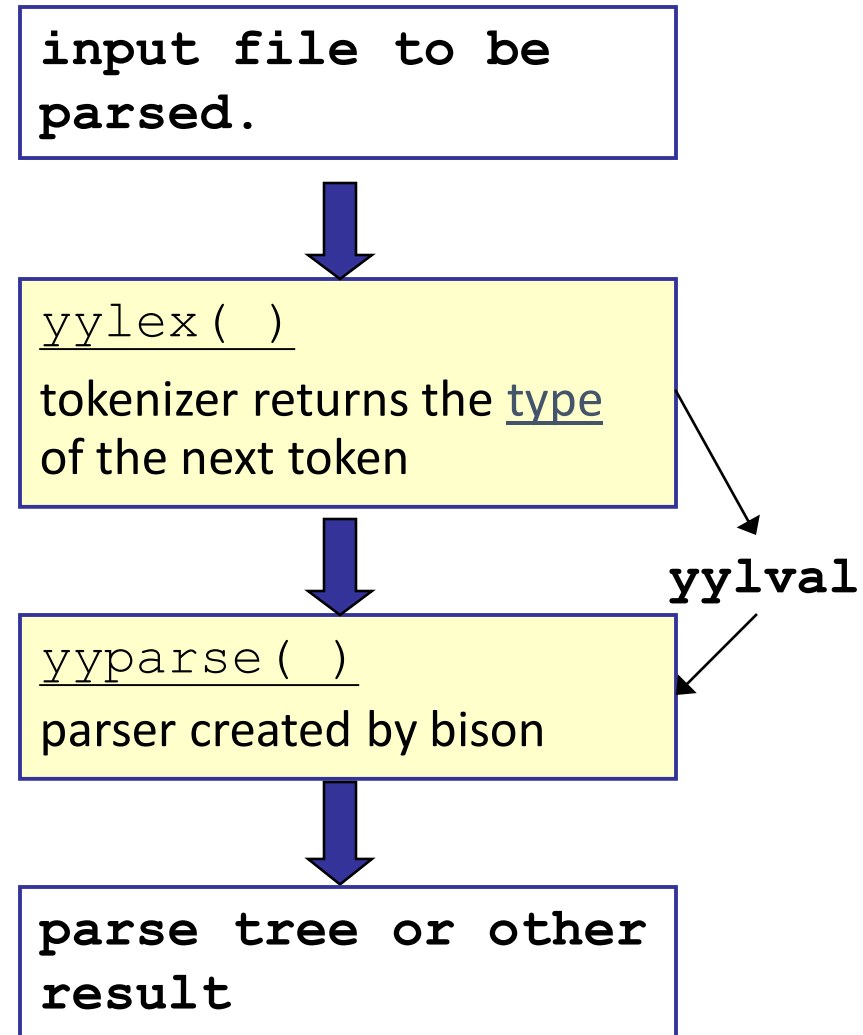 input file to be
parsed.
yylex( )
tokenizer returns the type
of the next token
yylval
yyparse( )
parser created by bison
parse tree or other
result